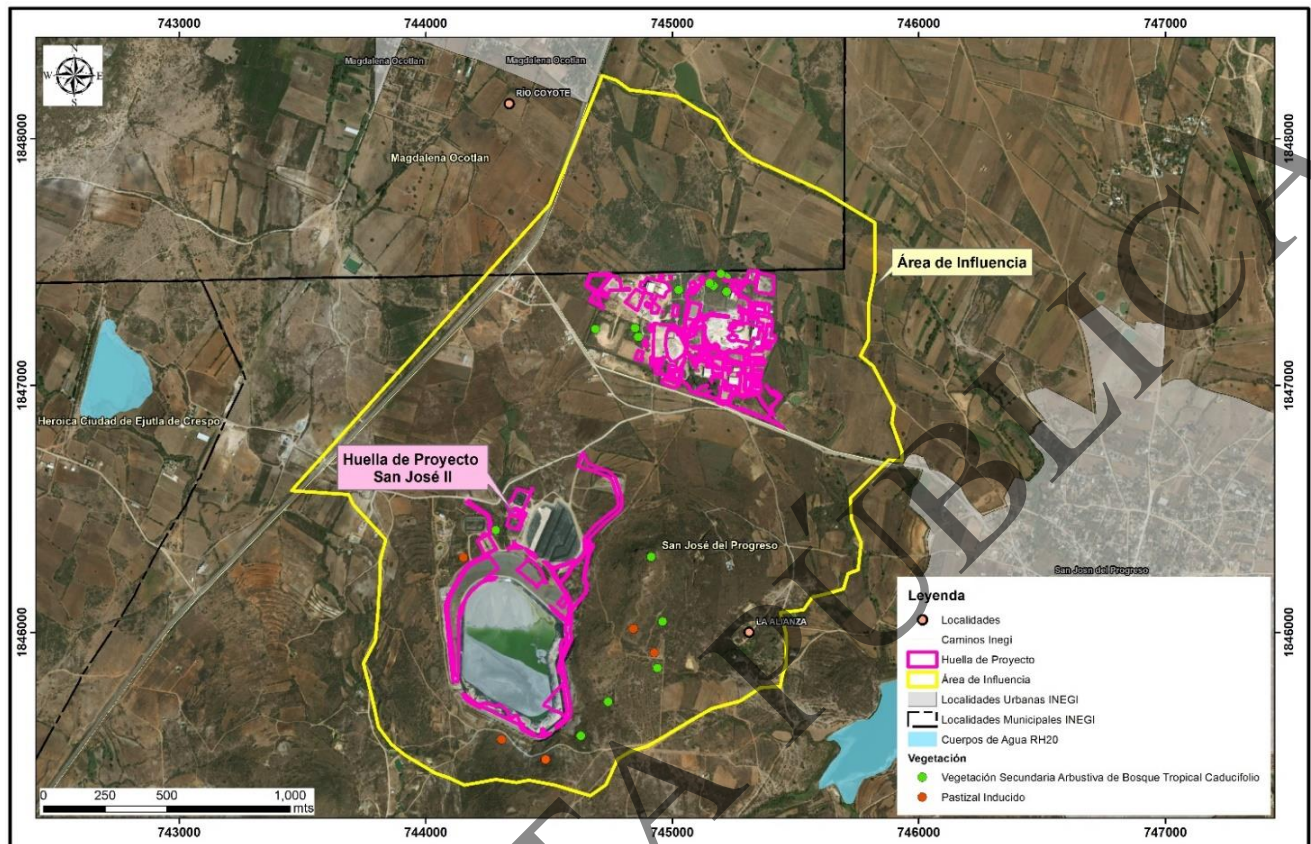 743000
744000
745000
746000
747000
N
W
E
S
Magdalena Ocotlan
Magdalena Ocotlan
RÍO COYOTE
1848000
1848000
Magdalena Ocotlan
Área de Influencia
1847000
1847000
Heroica Ciudad de Ejutla de Crespo
Huella de Proyecto
San José II
San José del Progreso
San Jose del Progreso
LA ALIANZA
1846000
1846000
Leyenda
Localidades
Caminos Inegi
Huella de Proyecto
Área de Influencia
Localidades Urbanas INEGI
Localidades Municipales INEGI
Cuerpos de Agua RH20
Vegetación
Vegetación Secundaria Arbustiva de Bosque Tropical Caducifolio
Pastizal Inducido
0 250 500 1,000
mts
743000
744000
745000
746000
747000
TA PÚBLICA